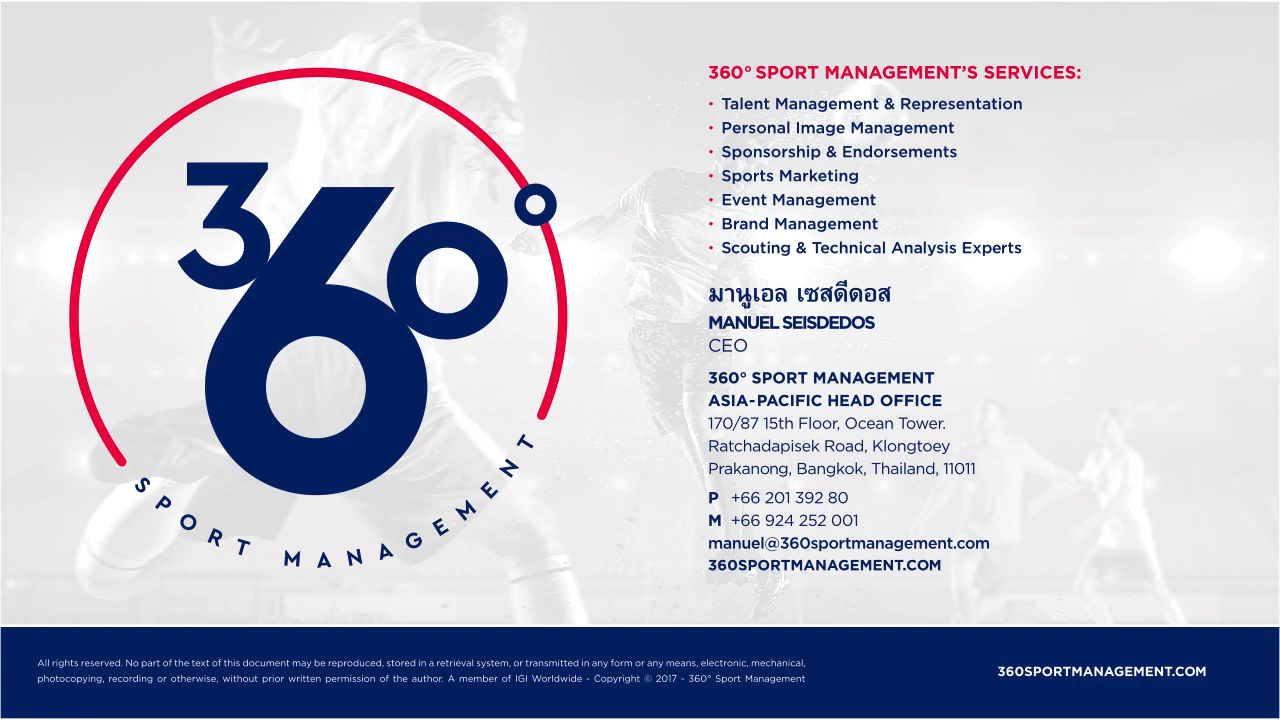 360°
SPORT MANAGEMENT
360° SPORT MANAGEMENT'S SERVICES:
• Talent Management & Representation
• Personal Image Management
• Sponsorship & Endorsements
• Sports Marketing
• Event Management
• Brand Management
• Scouting & Technical Analysis Experts
มานูเอล เซสดีดอส
MANUEL SEISDEDOS
CEO
360° SPORT MANAGEMENT
ASIA-PACIFIC HEAD OFFICE
170/87 15th Floor, Ocean Tower.
Ratchadapisek Road, Klongtoey
Prakanong, Bangkok, Thailand, 11011
P +66 201 392 80
M +66 924 252 001
manuel@360sportmanagement.com
360SPORTMANAGEMENT.COM
All rights reserved. No part of the text of this document may be reproduced, stored in a retrieval system, or transmitted in any form or any means, electronic, mechanical,
photocopying, recording or otherwise, without prior written permission of the author. A member of IGI Worldwide - Copyright © 2017 - 360° Sport Management
360SPORTMANAGEMENT.COM